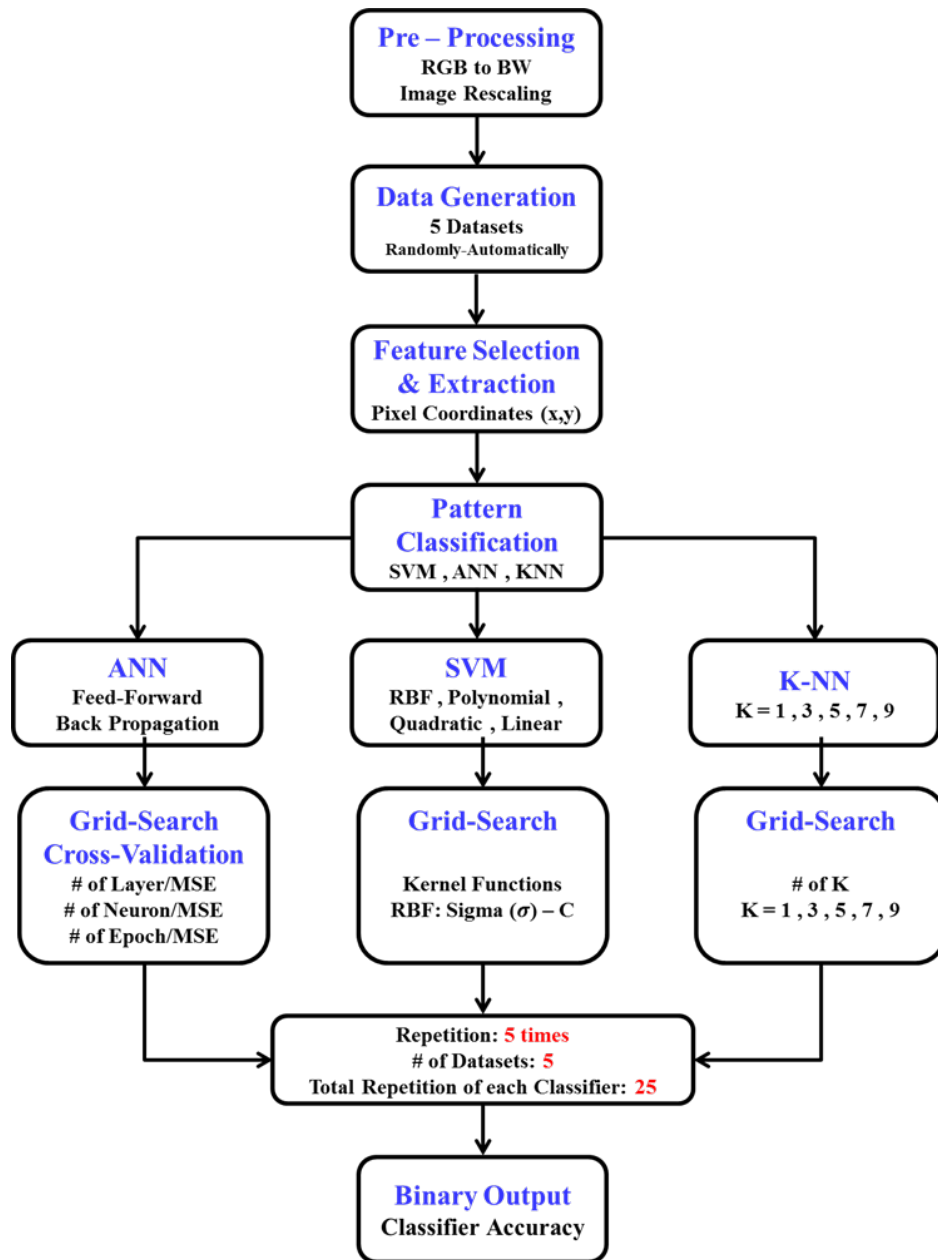 Pre – Processing
RGB to BW
Image Rescaling
Data Generation
5 Datasets
Randomly-Automatically
Feature Selection
& Extraction
Pixel Coordinates (x,y)
Pattern
Classification
SVM , ANN , KNN
ANN
Feed-Forward
Back Propagation
SVM
RBF , Polynomial ,
Quadratic , Linear
K-NN
K = 1 , 3 , 5 , 7 , 9
Grid-Search
Cross-Validation
# of Layer/MSE
# of Neuron/MSE
# of Epoch/MSE
Grid-Search
Kernel Functions
RBF: Sigma (σ) – C
Grid-Search
# of K
K = 1 , 3 , 5 , 7 , 9
Repetition: 5 times
# of Datasets: 5
Total Repetition of each Classifier: 25
Binary Output
Classifier Accuracy